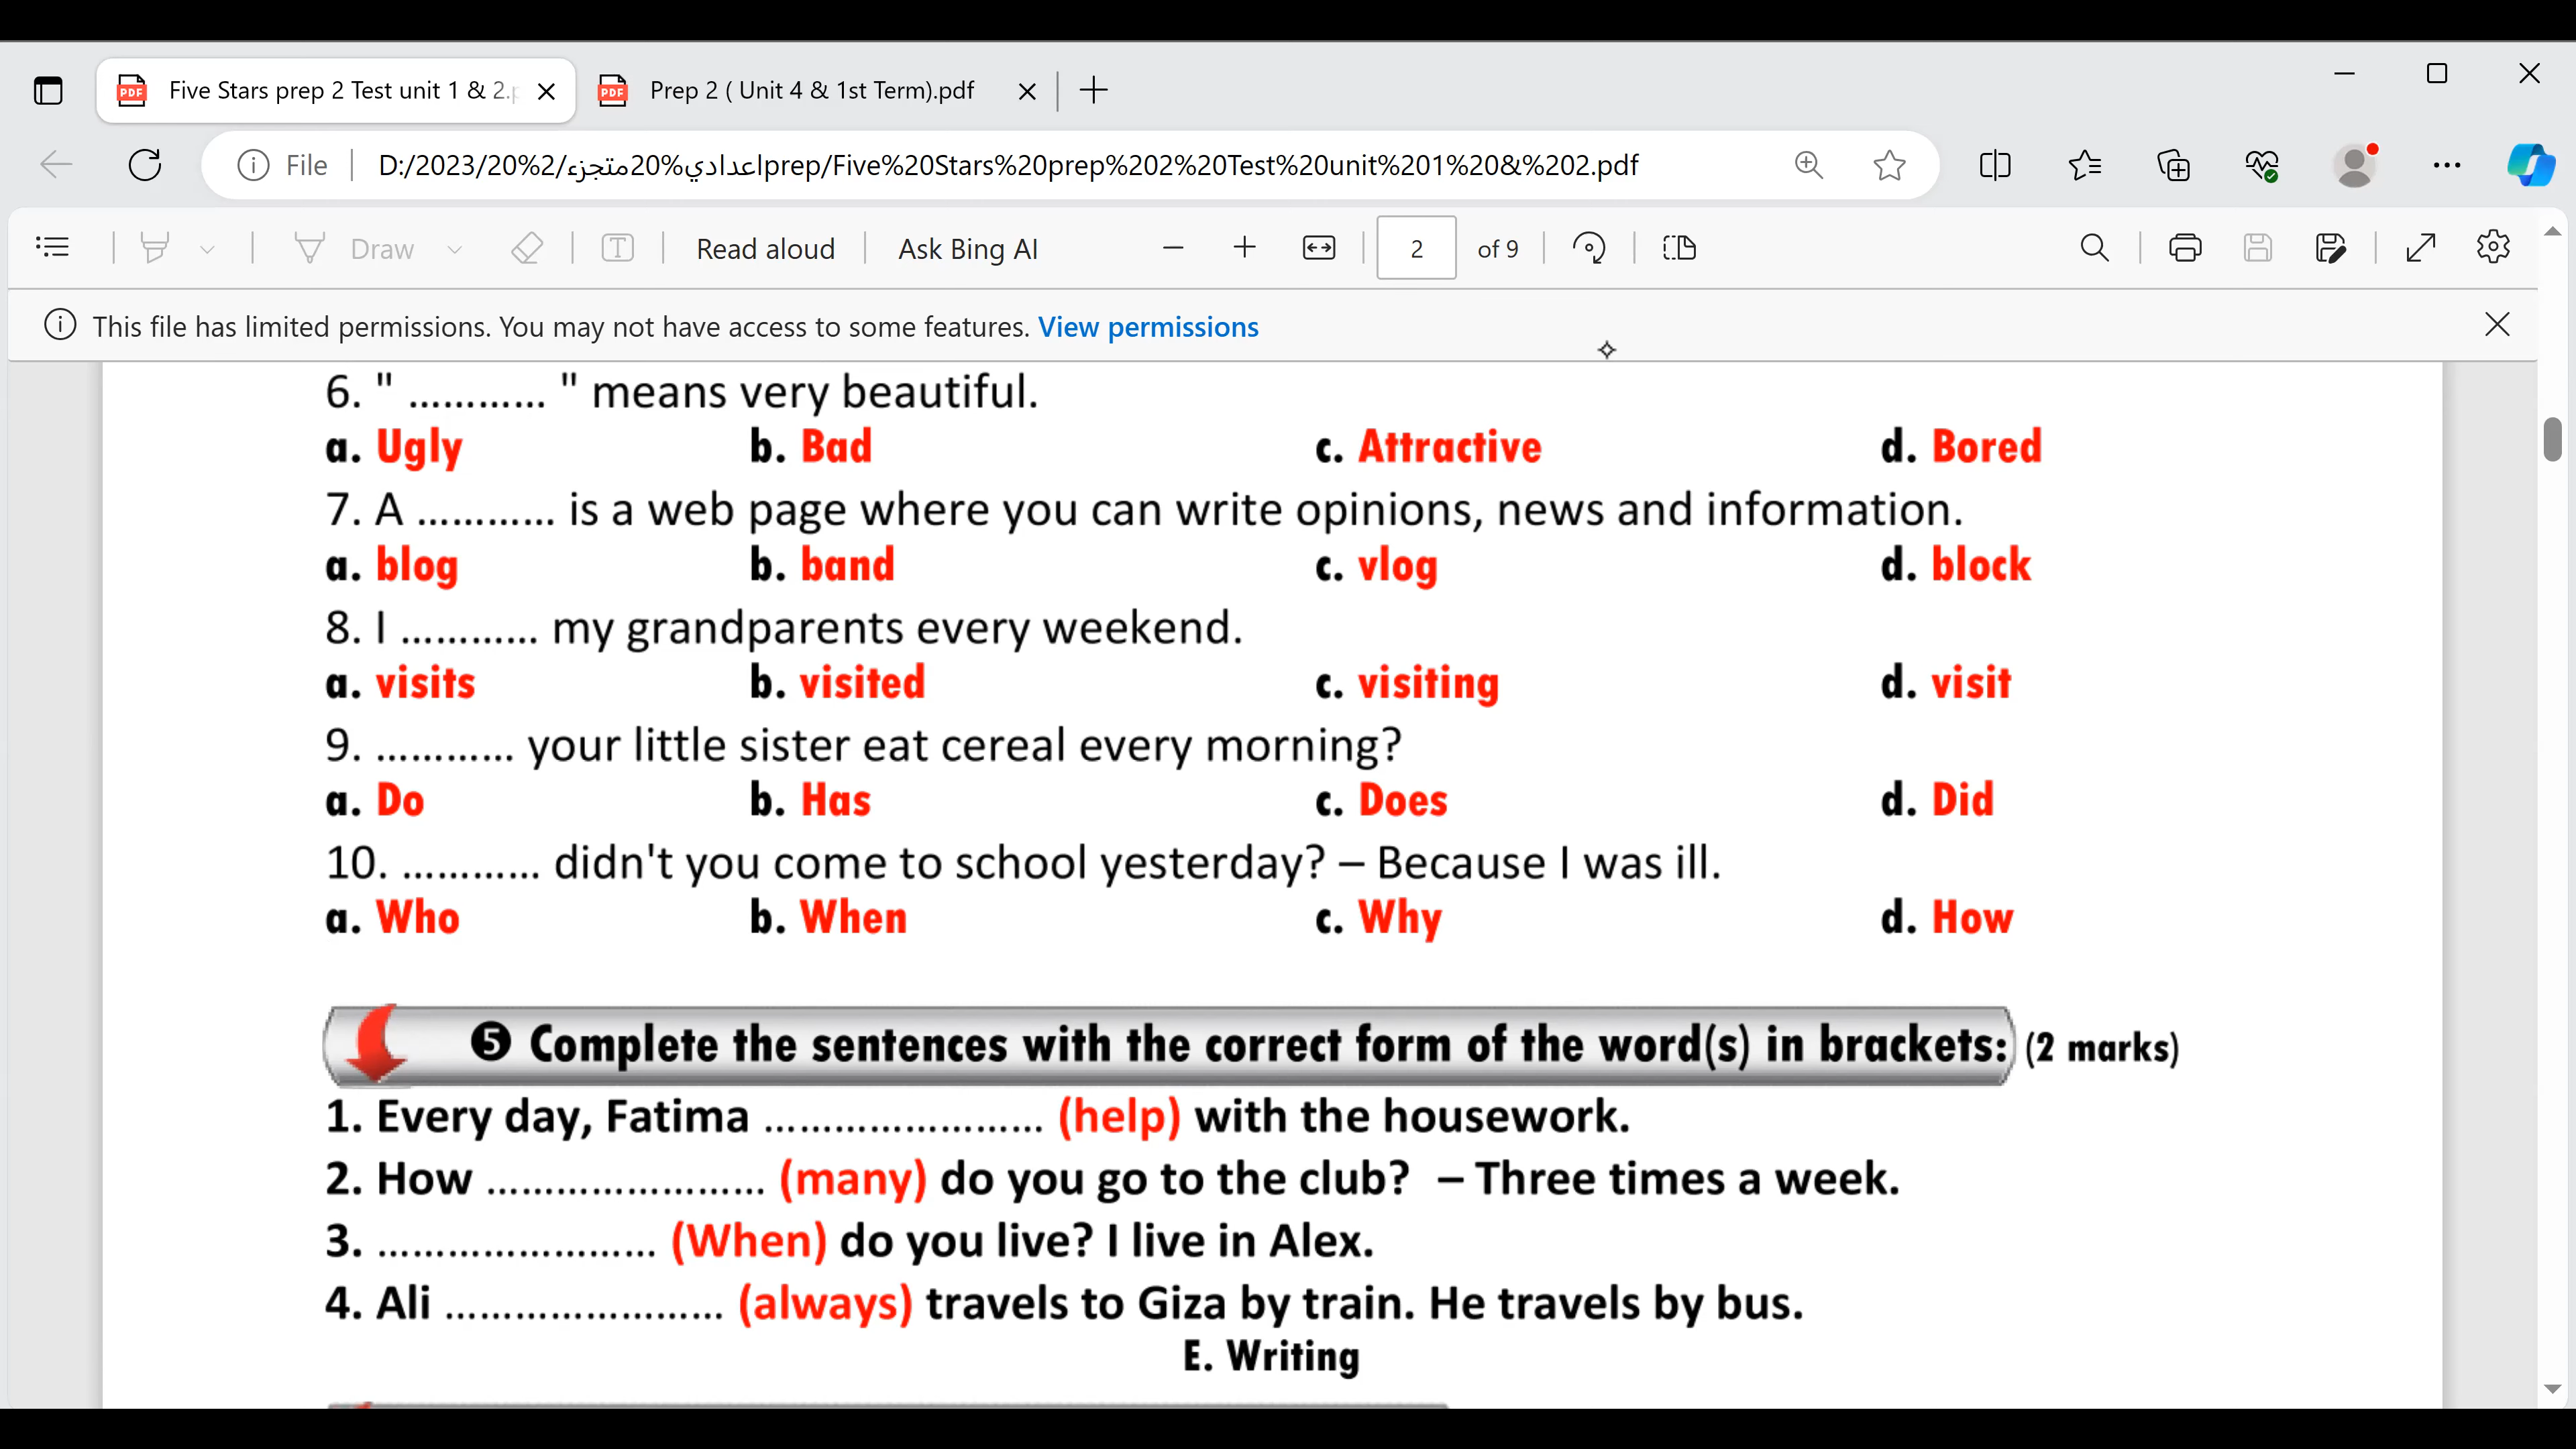 Five Stars prep 2 Test unit 1 & 2.p
Prep 2 ( Unit 4 & 1st Term).pdf
File
D:/2023/20%2/اعدادي%20متجزء/prep/Five%20Stars%20prep%202%20Test%20unit%201%20&%202.pdf
Draw
Read aloud
Ask Bing AI
2 of 9
This file has limited permissions. You may not have access to some features. View permissions
6. " ............ " means very beautiful.
a. Ugly b. Bad c. Attractive d. Bored
7. A ............ is a web page where you can write opinions, news and information.
a. blog b. band c. vlog d. block
8. I ............ my grandparents every weekend.
a. visits b. visited c. visiting d. visit
9. ............ your little sister eat cereal every morning?
a. Do b. Has c. Does d. Did
10. ............ didn't you come to school yesterday? – Because I was ill.
a. Who b. When c. Why d. How
❺ Complete the sentences with the correct form of the word(s) in brackets: (2 marks)
1. Every day, Fatima ........................ (help) with the housework.
2. How ........................ (many) do you go to the club? – Three times a week.
3. ........................ (When) do you live? I live in Alex.
4. Ali ........................ (always) travels to Giza by train. He travels by bus.
E. Writing